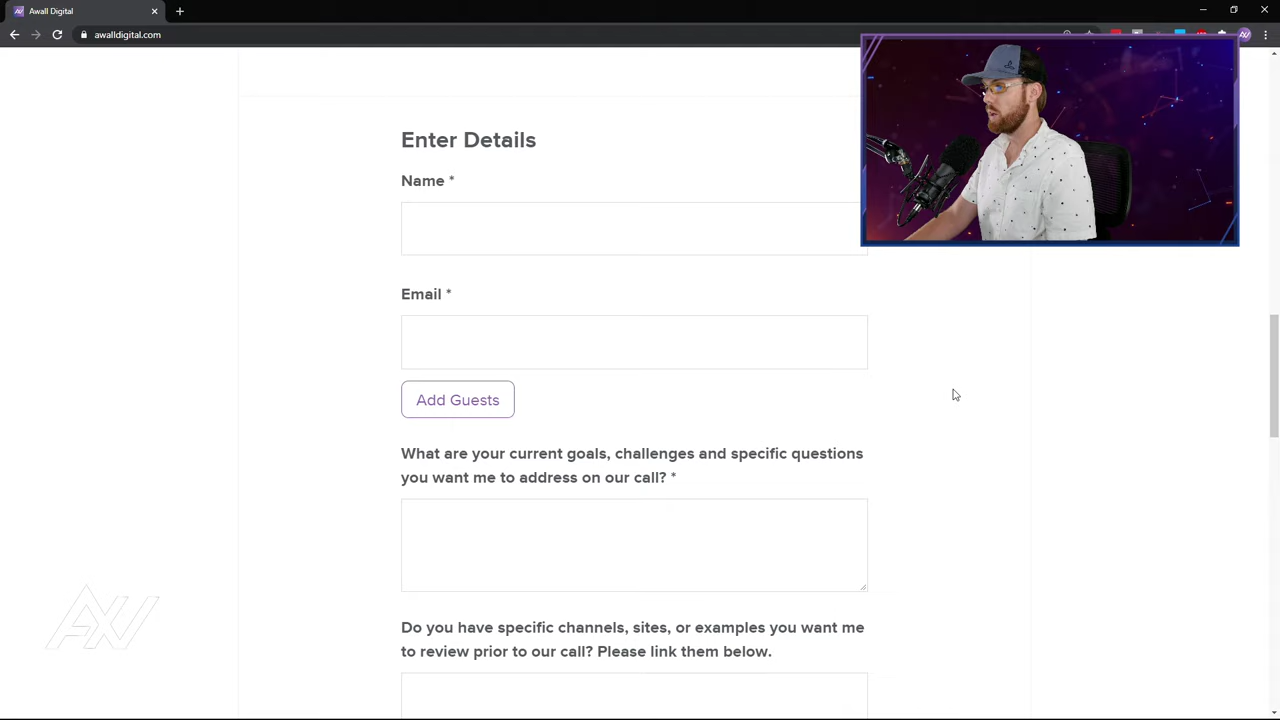 Awall Digital
awalldigital.com
Enter Details
Name *
Email *
Add Guests
What are your current goals, challenges and specific questions
you want me to address on our call? *
Do you have specific channels, sites, or examples you want me
to review prior to our call? Please link them below.
AW